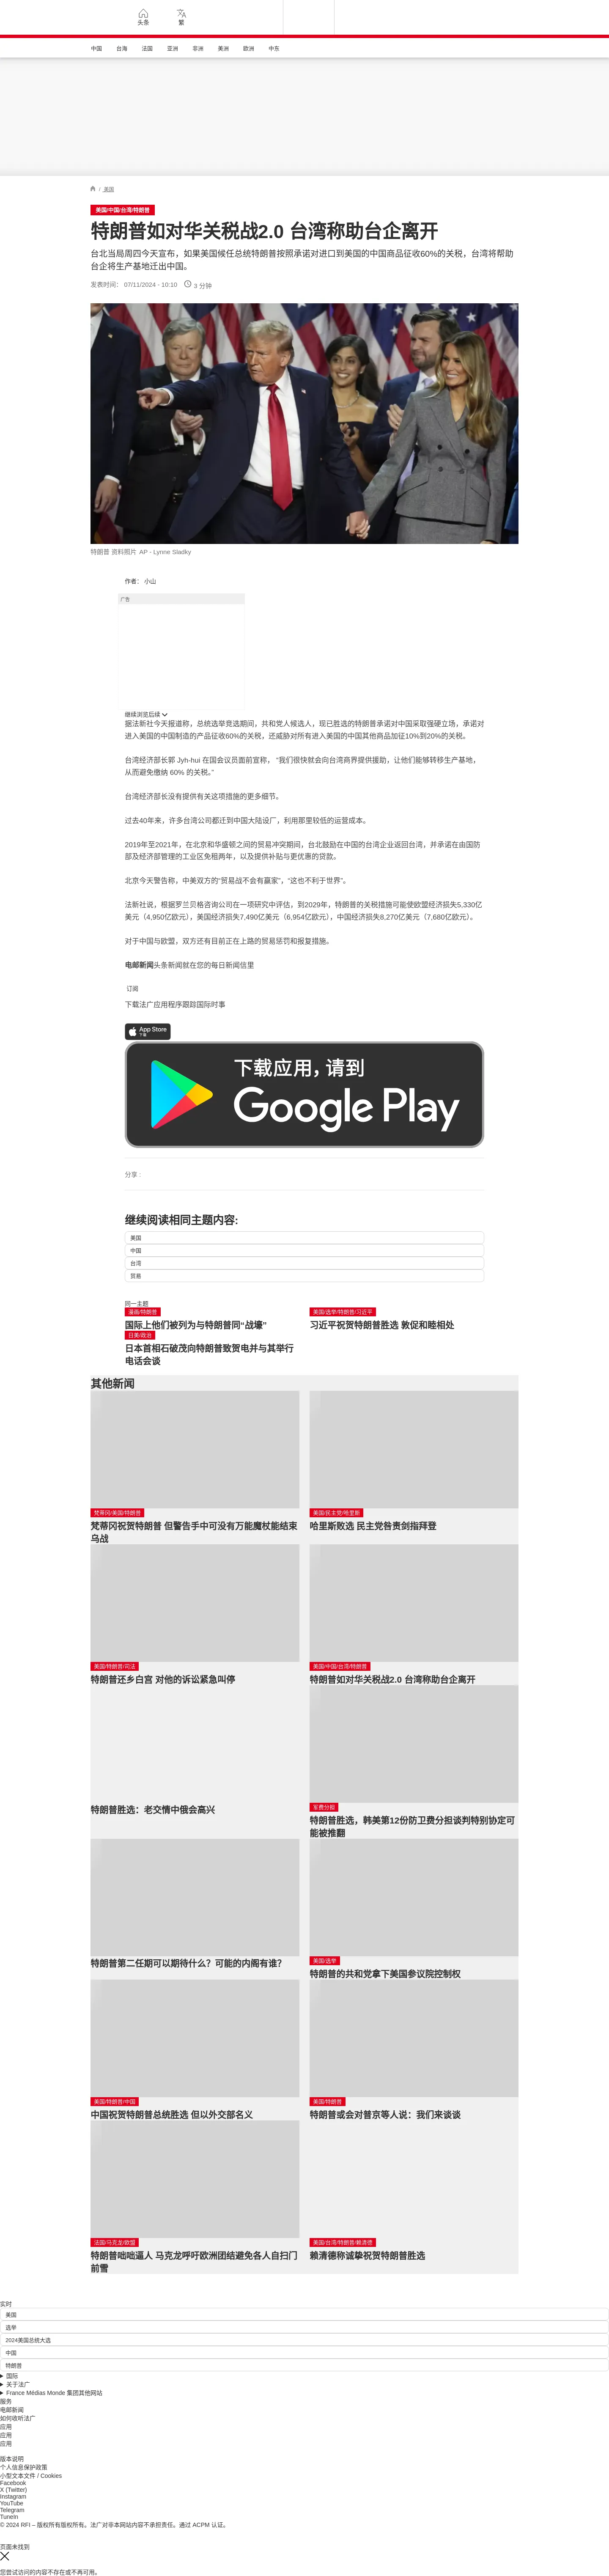 头条
繁
中国
台海
法国
亚洲
非洲
美洲
欧洲
中东
/ 美国
美国/中国/台湾/特朗普
特朗普如对华关税战2.0 台湾称助台企离开
台北当局周四今天宣布，如果美国候任总统特朗普按照承诺对进口到美国的中国商品征收60%的关税，台湾将帮助
台企将生产基地迁出中国。
发表时间： 07/11/2024 - 10:10
3 分钟
特朗普 资料照片 AP - Lynne Sladky
作者： 小山
广告
继续浏览后续
据法新社今天报道称，总统选举竞选期间，共和党人候选人，现已胜选的特朗普承诺对中国采取强硬立场，承诺对
进入美国的中国制造的产品征收60%的关税，还威胁对所有进入美国的中国其他商品加征10%到20%的关税。
台湾经济部长郭 Jyh-hui 在国会议员面前宣称， “我们很快就会向台湾商界提供援助，让他们能够转移生产基地，
从而避免缴纳 60% 的关税。”
台湾经济部长没有提供有关这项措施的更多细节。
过去40年来，许多台湾公司都迁到中国大陆设厂，利用那里较低的运营成本。
2019年至2021年，在北京和华盛顿之间的贸易冲突期间，台北鼓励在中国的台湾企业返回台湾，并承诺在由国防
部及经济部管理的工业区免租两年，以及提供补贴与更优惠的贷款。
北京今天警告称，中美双方的“贸易战不会有赢家”，“这也不利于世界”。
法新社说，根据罗兰贝格咨询公司在一项研究中评估，到2029年，特朗普的关税措施可能使欧盟经济损失5,330亿
美元（4,950亿欧元），美国经济损失7,490亿美元（6,954亿欧元），中国经济损失8,270亿美元（7,680亿欧元）。
对于中国与欧盟，双方还有目前正在上路的贸易惩罚和报复措施。
电邮新闻头条新闻就在您的每日新闻信里
订阅
下载法广应用程序跟踪国际时事
App Store
下载
下载应用，请到
Google Play
分享 :
继续阅读相同主题内容:
美国
中国
台湾
贸易
同一主题
漫画/特朗普
国际上他们被列为与特朗普同“战壕”
美国/选举/特朗普/习近平
习近平祝贺特朗普胜选 敦促和睦相处
日美/政治
日本首相石破茂向特朗普致贺电并与其举行
电话会谈
其他新闻
梵蒂冈/美国/特朗普
梵蒂冈祝贺特朗普 但警告手中可没有万能魔杖能结束
乌战
美国/民主党/哈里斯
哈里斯败选 民主党咎责剑指拜登
美国/特朗普/司法
特朗普还乡白宫 对他的诉讼紧急叫停
美国/中国/台湾/特朗普
特朗普如对华关税战2.0 台湾称助台企离开
特朗普胜选：老交情中俄会高兴
军费分担
特朗普胜选，韩美第12份防卫费分担谈判特别协定可
能被推翻
特朗普第二任期可以期待什么？可能的内阁有谁?
美国/选举
特朗普的共和党拿下美国参议院控制权
美国/特朗普/中国
中国祝贺特朗普总统胜选 但以外交部名义
美国/特朗普
特朗普或会对普京等人说：我们来谈谈
法国/马克龙/欧盟
特朗普咄咄逼人 马克龙呼吁欧洲团结避免各人自扫门
前雪
美国/台湾/特朗普/赖清德
赖清德称诚挚祝贺特朗普胜选
实时
美国
选举
2024美国总统大选
中国
特朗普
国际
关于法广
France Médias Monde 集团其他网站
服务
电邮新闻
如何收听法广
应用
应用
应用
版本说明
个人信息保护政策
小型文本文件 / Cookies
Facebook
X (Twitter)
Instagram
YouTube
Telegram
TuneIn
© 2024 RFI – 版权所有版权所有。法广对非本网站内容不承担责任。通过 ACPM 认证。
页面未找到
您尝试访问的内容不存在或不再可用。